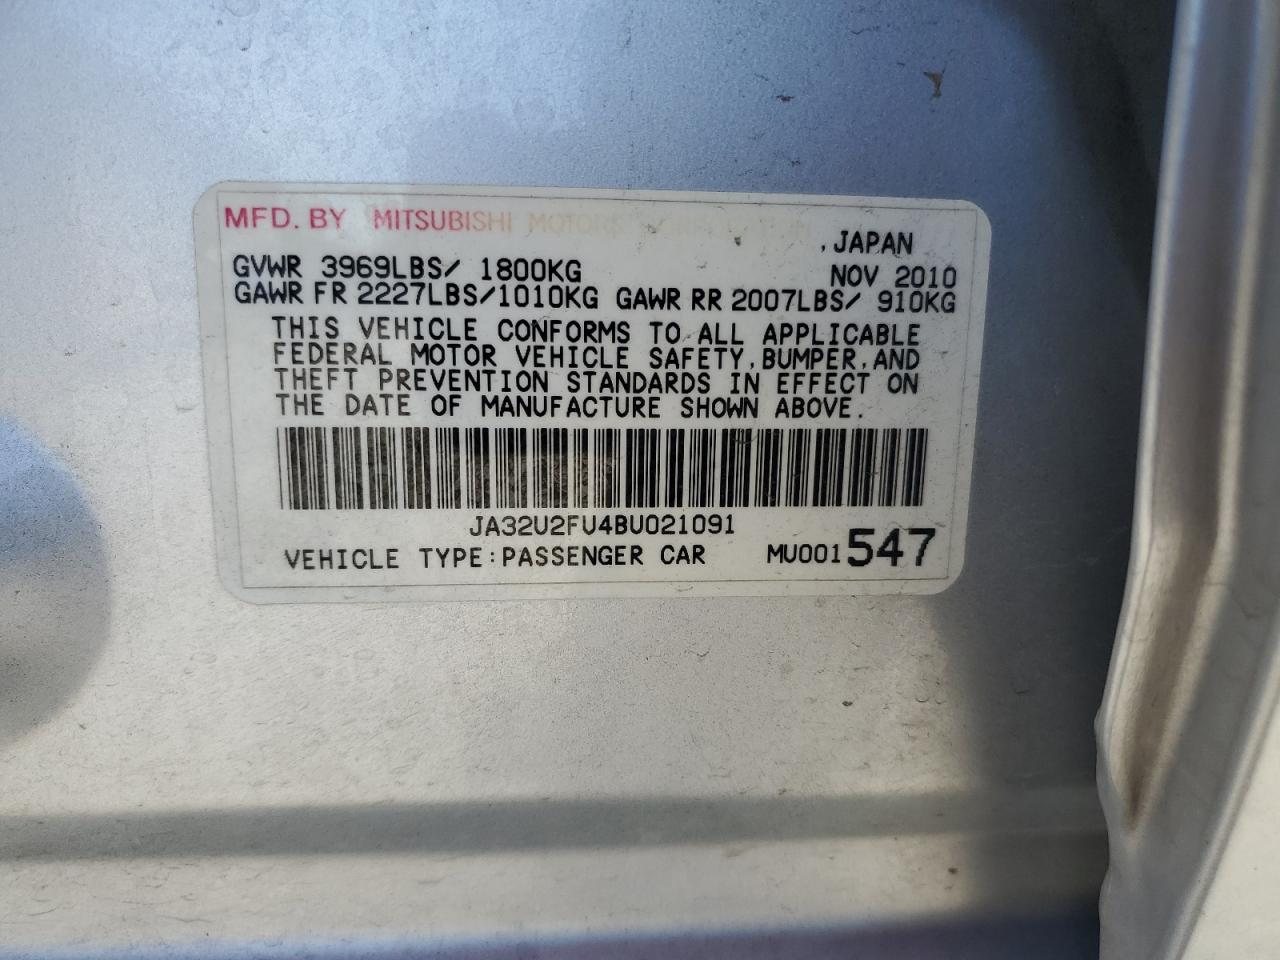 MFD. BY MITSUBISHI MOTORS CORPORATION
, JAPAN
GVWR 3969LBS/ 1800KG NOV 2010
GAWR FR 2227LBS/1010KG GAWR RR 2007LBS/ 910KG
THIS VEHICLE CONFORMS TO ALL APPLICABLE
FEDERAL MOTOR VEHICLE SAFETY, BUMPER, AND
THEFT PREVENTION STANDARDS IN EFFECT ON
THE DATE OF MANUFACTURE SHOWN ABOVE.
JA32U2FU4BU021091
VEHICLE TYPE:PASSENGER CAR MU001547